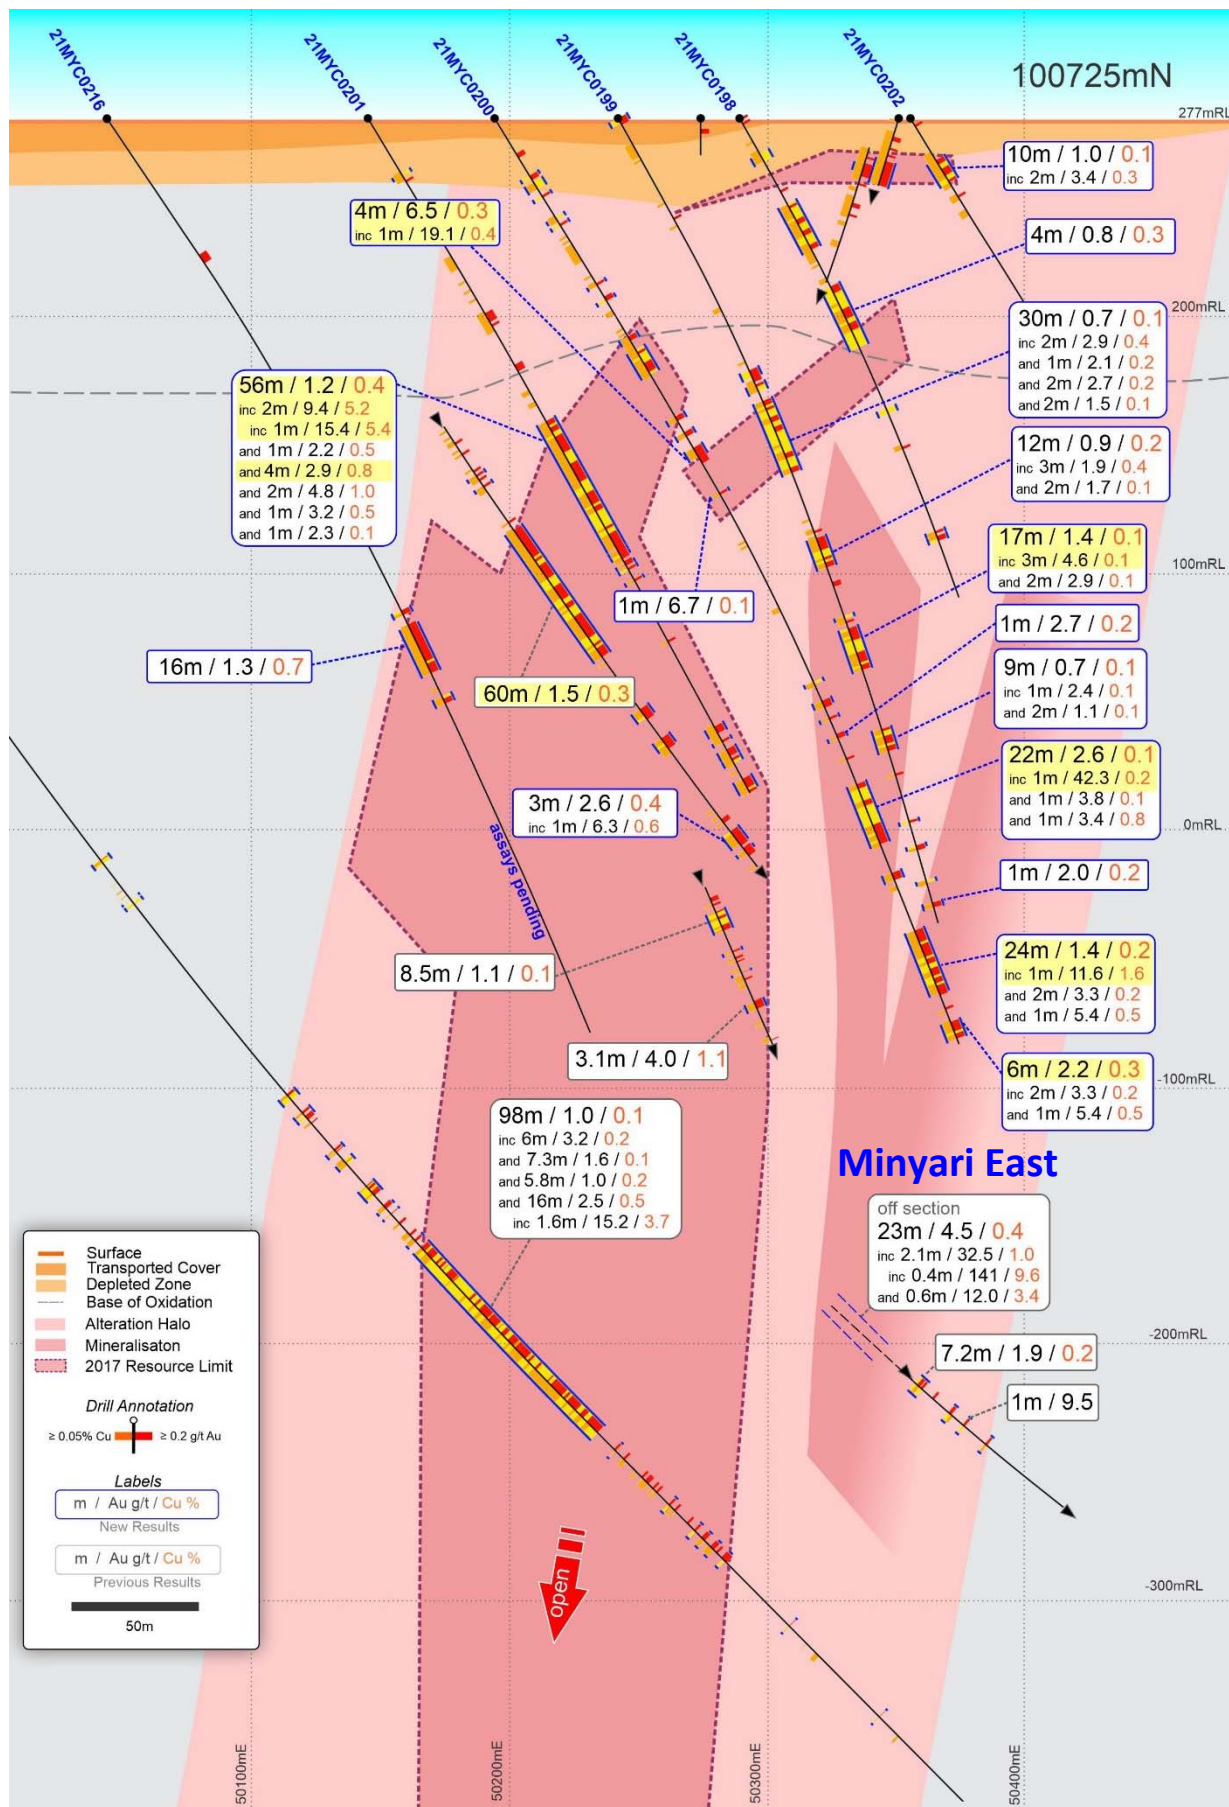 21MYC0216
21MYC0201
21MYC0200
21MYC0199
21MYC0198
21MYC0202
100725mN
277mRL
10m / 1.0 / 0.1
inc 2m / 3.4 / 0.3
4m / 6.5 / 0.3
inc 1m / 19.1 / 0.4
4m / 0.8 / 0.3
200mRL
30m / 0.7 / 0.1
inc 2m / 2.9 / 0.4
and 1m / 2.1 / 0.2
and 2m / 2.7 / 0.2
and 2m / 1.5 / 0.1
56m / 1.2 / 0.4
inc 2m / 9.4 / 5.2
inc 1m / 15.4 / 5.4
and 1m / 2.2 / 0.5
and 4m / 2.9 / 0.8
and 2m / 4.8 / 1.0
and 1m / 3.2 / 0.5
and 1m / 2.3 / 0.1
12m / 0.9 / 0.2
inc 3m / 1.9 / 0.4
and 2m / 1.7 / 0.1
17m / 1.4 / 0.1
inc 3m / 4.6 / 0.1
and 2m / 2.9 / 0.1
100mRL
1m / 6.7 / 0.1
1m / 2.7 / 0.2
16m / 1.3 / 0.7
60m / 1.5 / 0.3
9m / 0.7 / 0.1
inc 1m / 2.4 / 0.1
and 2m / 1.1 / 0.1
22m / 2.6 / 0.1
inc 1m / 42.3 / 0.2
and 1m / 3.8 / 0.1
and 1m / 3.4 / 0.8
3m / 2.6 / 0.4
inc 1m / 6.3 / 0.6
0mRL
assays pending
1m / 2.0 / 0.2
8.5m / 1.1 / 0.1
24m / 1.4 / 0.2
inc 1m / 11.6 / 1.6
and 2m / 3.3 / 0.2
and 1m / 5.4 / 0.5
3.1m / 4.0 / 1.1
6m / 2.2 / 0.3
inc 2m / 3.3 / 0.2
and 1m / 5.4 / 0.5
-100mRL
98m / 1.0 / 0.1
inc 6m / 3.2 / 0.2
and 7.3m / 1.6 / 0.1
and 5.8m / 1.0 / 0.2
and 16m / 2.5 / 0.5
inc 1.6m / 15.2 / 3.7
Minyari East
off section
23m / 4.5 / 0.4
inc 2.1m / 32.5 / 1.0
inc 0.4m / 141 / 9.6
and 0.6m / 12.0 / 3.4
-200mRL
7.2m / 1.9 / 0.2
1m / 9.5
Surface
Transported Cover
Depleted Zone
Base of Oxidation
Alteration Halo
Mineralisaton
2017 Resource Limit
Drill Annotation
≥ 0.05% Cu
≥ 0.2 g/t Au
Labels
m / Au g/t / Cu %
New Results
m / Au g/t / Cu %
Previous Results
50m
open
-300mRL
50100mE
50200mE
50300mE
50400mE